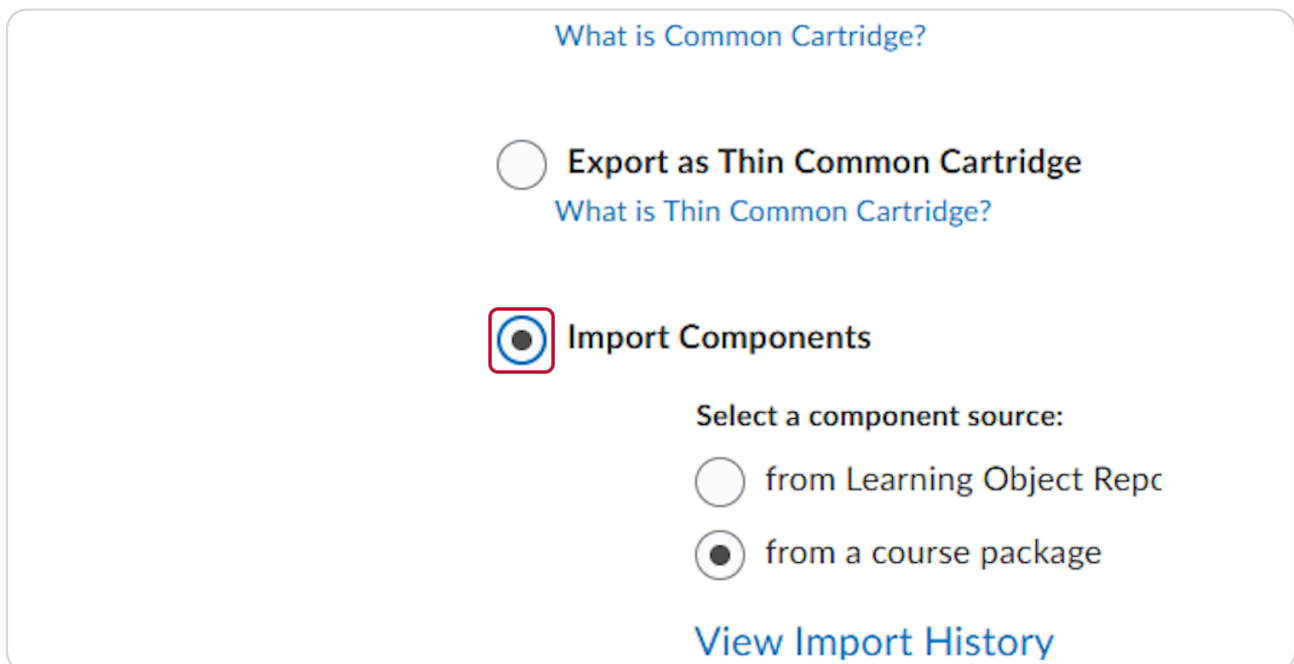 What is Common Cartridge?
Export as Thin Common Cartridge
What is Thin Common Cartridge?
Import Components
Select a component source:
from Learning Object Repo
from a course package
View Import History